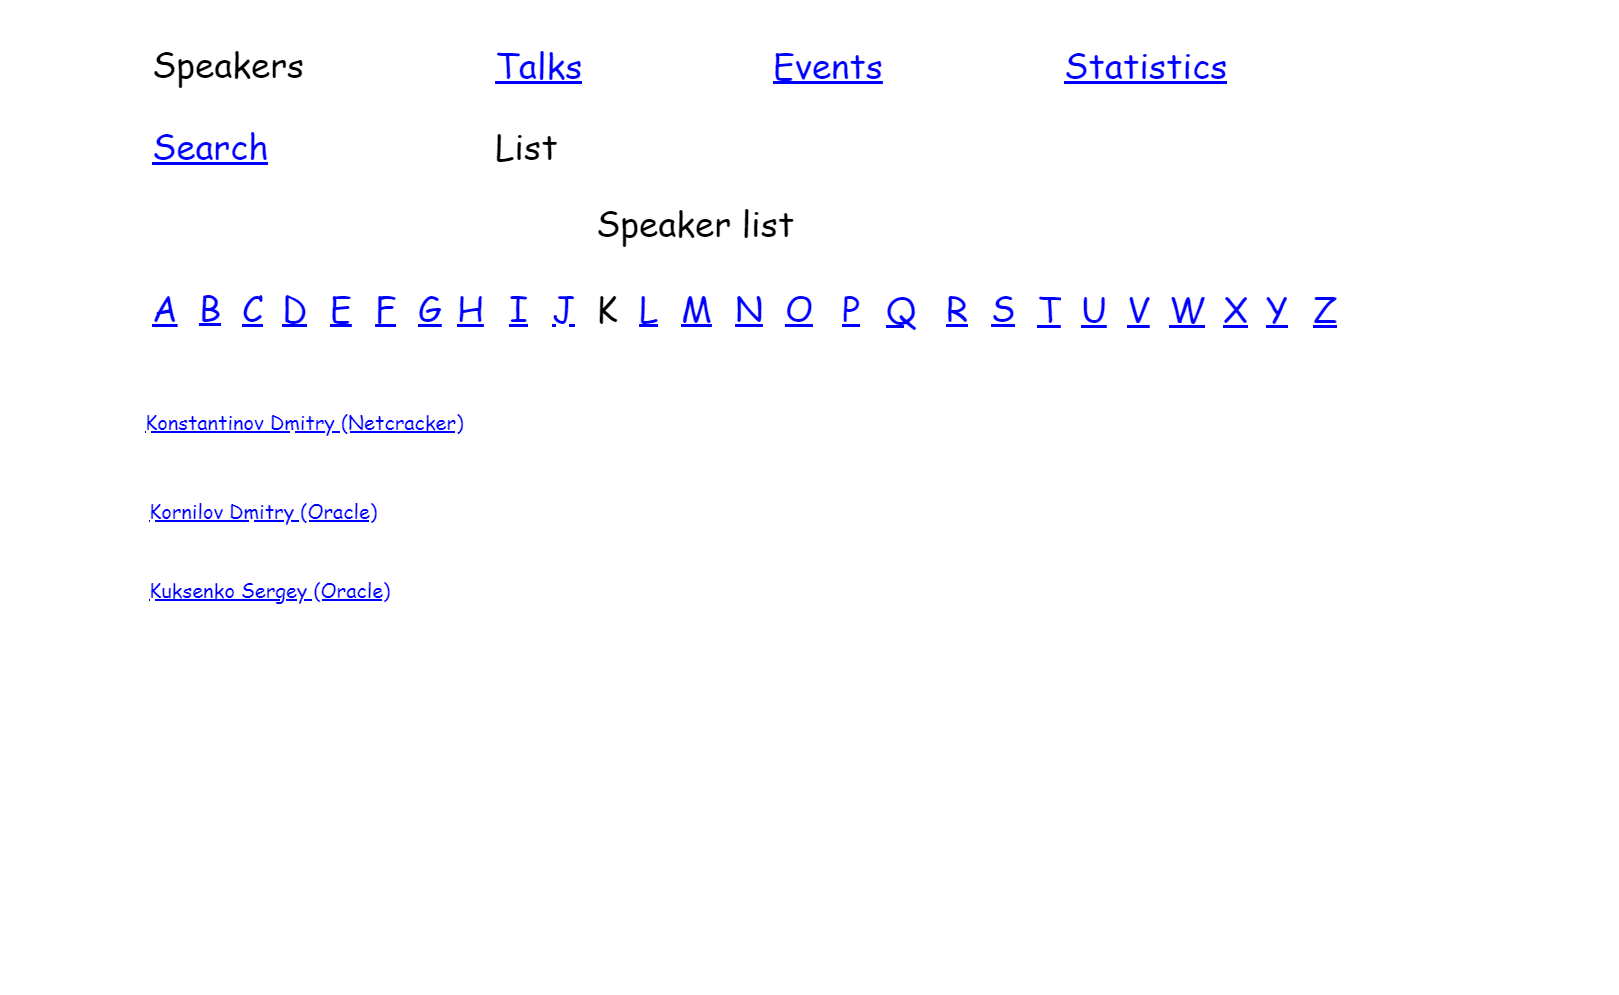 Speakers Talks Events Statistics
Search List
Speaker list
A B C D E F G H I J K L M N O P Q R S T U V W X Y Z
Konstantinov Dmitry (Netcracker)
Kornilov Dmitry (Oracle)
Kuksenko Sergey (Oracle)